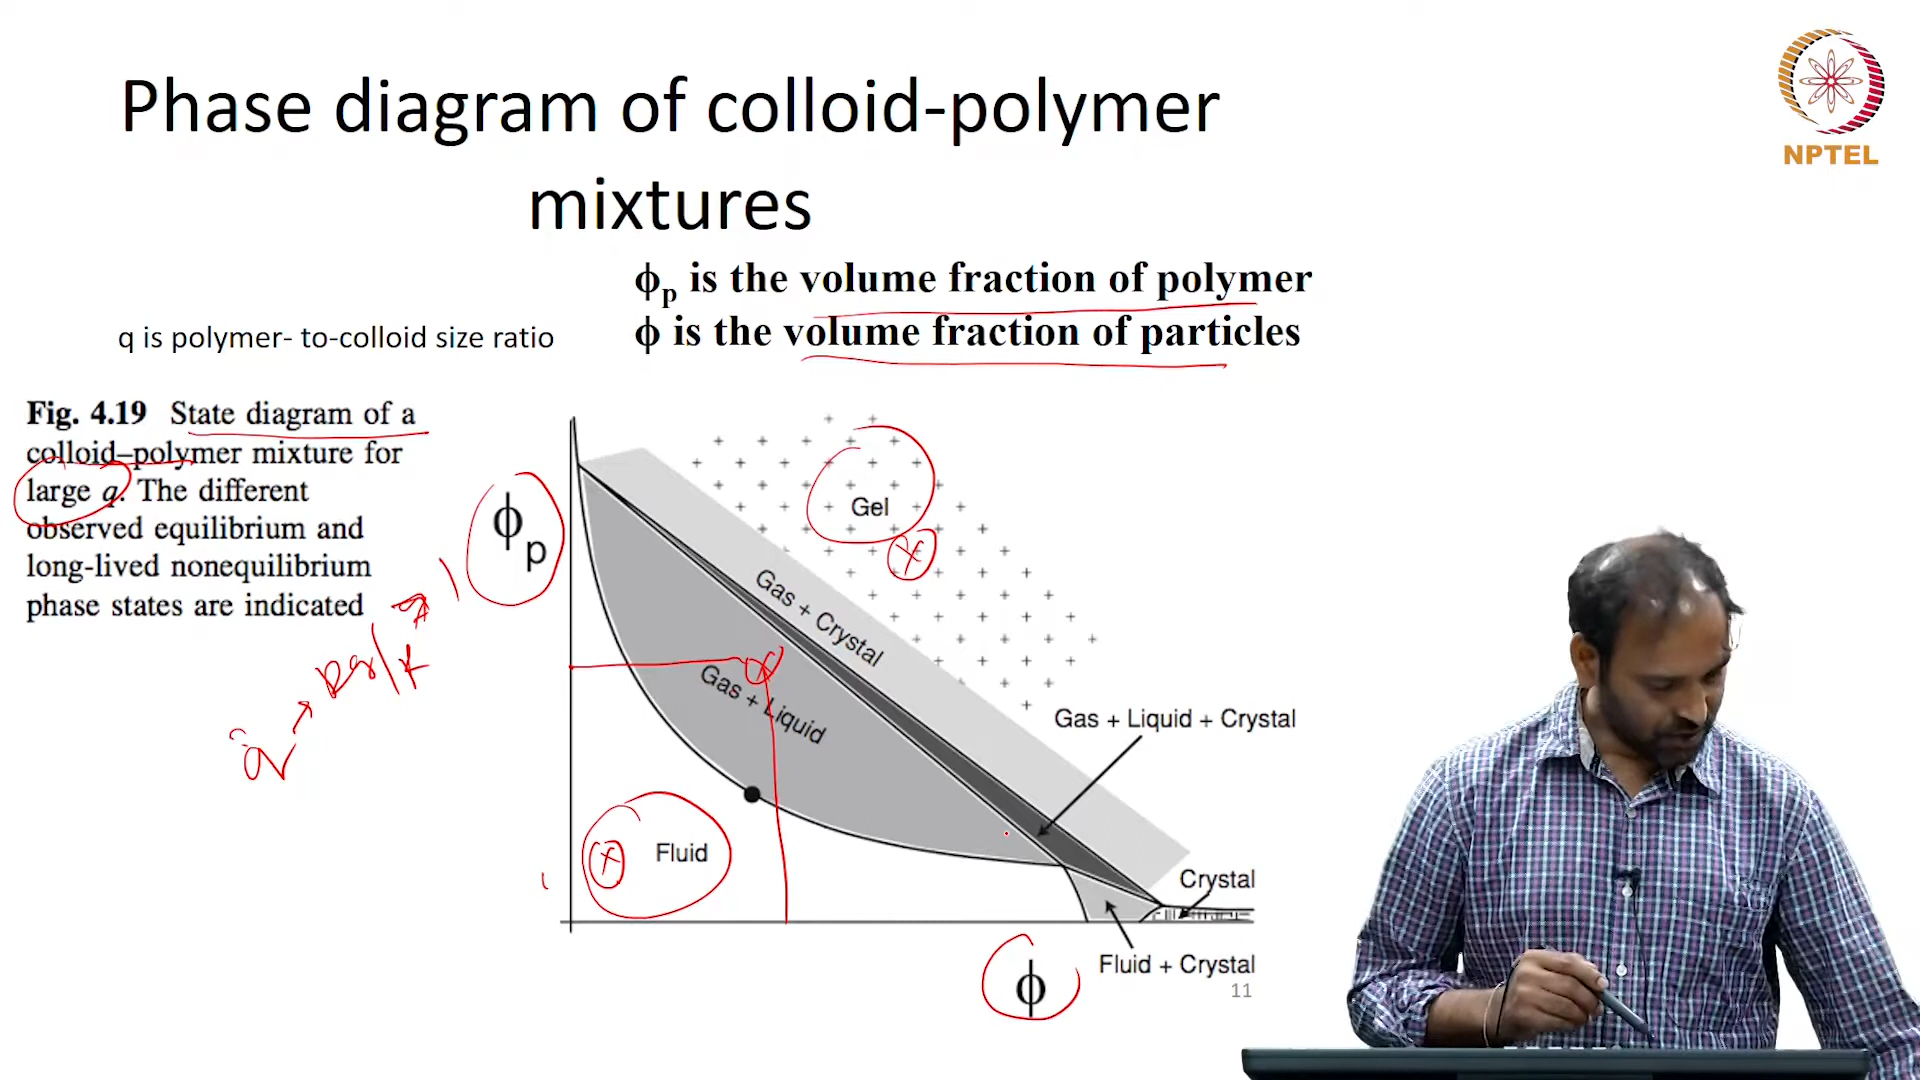 Phase diagram of colloid-polymer
mixtures
NPTEL
ϕp is the volume fraction of polymer
q is polymer- to-colloid size ratio
ϕ is the volume fraction of particles
Fig. 4.19 State diagram of a
colloid–polymer mixture for
large q. The different
observed equilibrium and
long-lived nonequilibrium
phase states are indicated
ϕp
Gel
Gas + Crystal
Gas + Liquid
Gas + Liquid + Crystal
Fluid
Crystal
Fluid + Crystal
ϕ
11